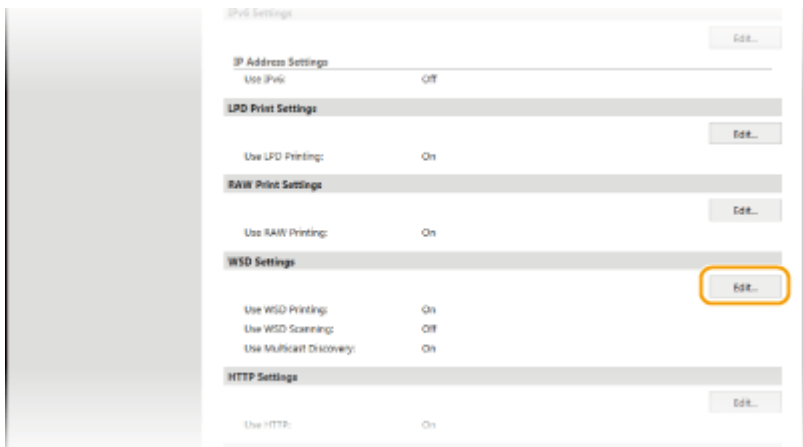 IPv6 Settings
Edit...
IP Address Settings
Use IPv6: Off
LPD Print Settings
Edit...
Use LPD Printing: On
RAW Print Settings
Edit...
Use RAW Printing: On
WSD Settings
Edit...
Use WSD Printing: On
Use WSD Scanning: Off
Use Multicast Discovery: On
HTTP Settings
Edit...
Use HTTP: On